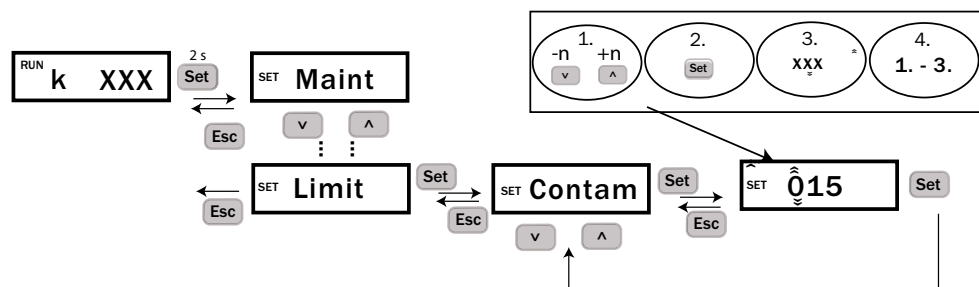 1. 2. 3. 4.
-n +n
v ʌ Set xxx 1. - 3.
2 s
RUN k XXX Set SET Maint
Esc v ʌ
SET Limit Set SET Contam Set SET 015 Set
Esc Esc Esc
v ʌ